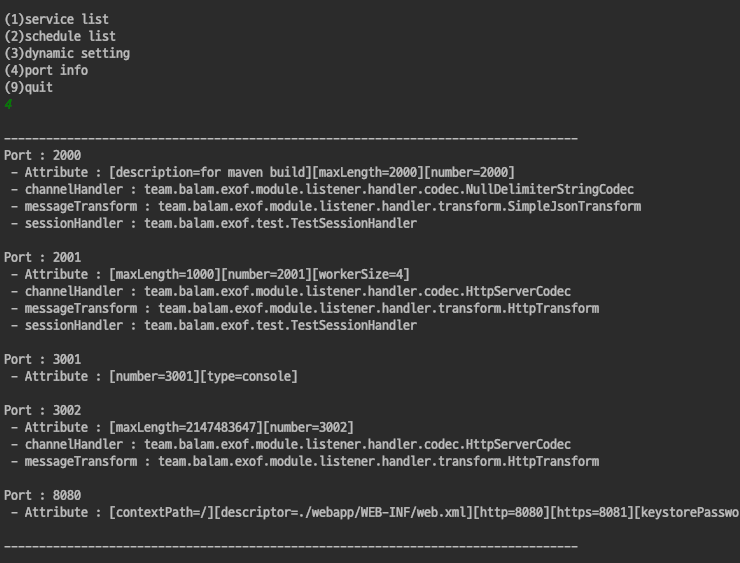 (1)service list
(2)schedule list
(3)dynamic setting
(4)port info
(9)quit
4
----------------------------------------------------------------------------------
Port : 2000
- Attribute : [description=for maven build][maxLength=2000][number=2000]
- channelHandler : team.balam.exof.module.listener.handler.codec.NullDelimiterStringCodec
- messageTransform : team.balam.exof.module.listener.handler.transform.SimpleJsonTransform
- sessionHandler : team.balam.exof.test.TestSessionHandler
Port : 2001
- Attribute : [maxLength=1000][number=2001][workerSize=4]
- channelHandler : team.balam.exof.module.listener.handler.codec.HttpServerCodec
- messageTransform : team.balam.exof.module.listener.handler.transform.HttpTransform
- sessionHandler : team.balam.exof.test.TestSessionHandler
Port : 3001
- Attribute : [number=3001][type=console]
Port : 3002
- Attribute : [maxLength=2147483647][number=3002]
- channelHandler : team.balam.exof.module.listener.handler.codec.HttpServerCodec
- messageTransform : team.balam.exof.module.listener.handler.transform.HttpTransform
Port : 8080
- Attribute : [contextPath=/][descriptor=./webapp/WEB-INF/web.xml][http=8080][https=8081][keystorePasswo
----------------------------------------------------------------------------------